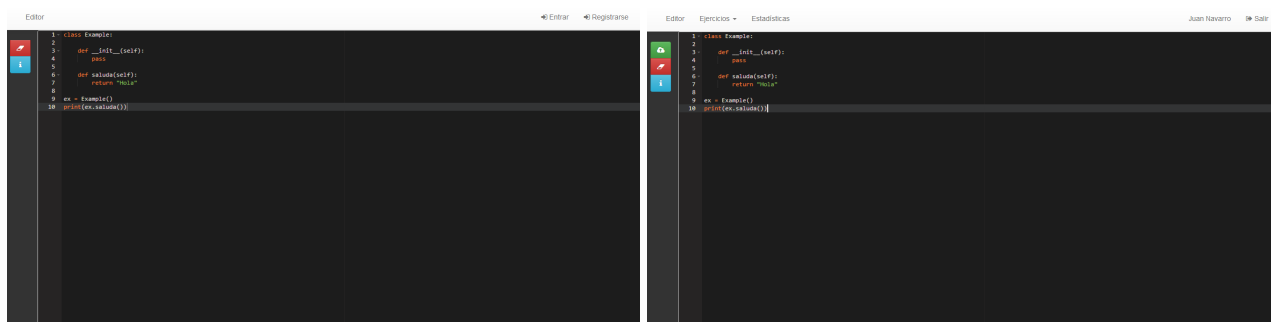 Editor Entrar Registrarse
1 class Example:
2
3 def __init__(self):
4 pass
5
6 def saluda(self):
7 return "Hola"
8
9 ex = Example()
10 print(ex.saluda())
Editor Ejercicios Estadísticas Juan Navarro Salir
1 class Example:
2
3 def __init__(self):
4 pass
5
6 def saluda(self):
7 return "Hola"
8
9 ex = Example()
10 print(ex.saluda())